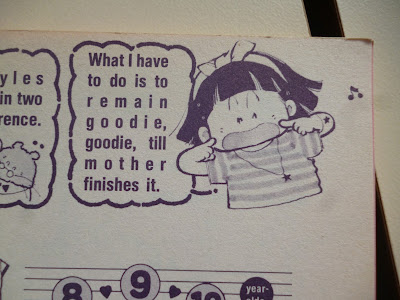 yles
in two
rence.
What I have
to do is to
remain
goodie,
goodie, till
mother
finishes it.
8 9 10
year-